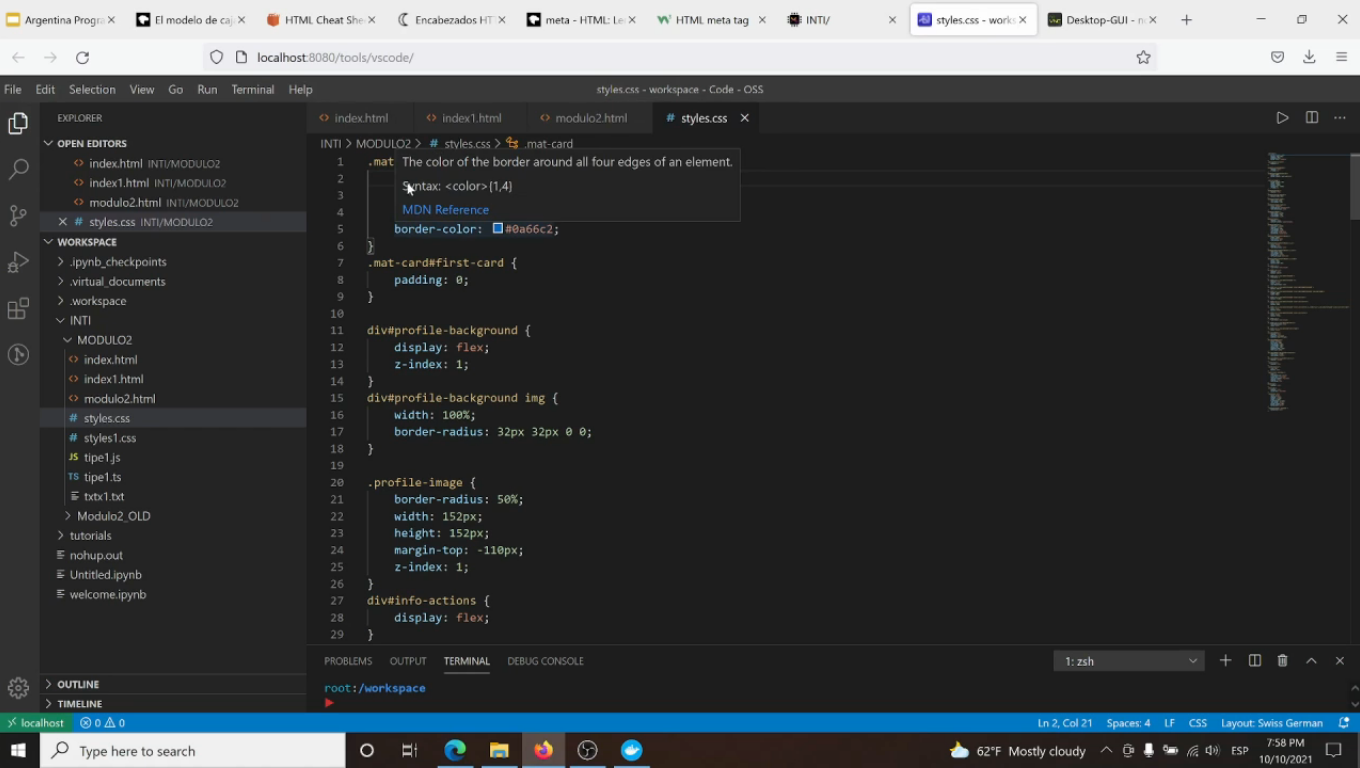 Argentina Progra
El modelo de caja
HTML Cheat She
Encabezados HT
meta - HTML: Le
HTML meta tag
INTI/
styles.css - works
Desktop-GUI - no
localhost:8080/tools/vscode/
File Edit Selection View Go Run Terminal Help
styles.css - workspace - Code - OSS
EXPLORER
OPEN EDITORS
index.html INTI/MODULO2
index1.html INTI/MODULO2
modulo2.html INTI/MODULO2
styles.css INTI/MODULO2
WORKSPACE
.ipynb_checkpoints
.virtual_documents
.workspace
INTI
MODULO2
index.html
index1.html
modulo2.html
styles.css
styles1.css
JS tipe1.js
TS tipe1.ts
txtx1.txt
Modulo2_OLD
tutorials
nohup.out
Untitled.ipynb
welcome.ipynb
OUTLINE
TIMELINE
index.html
index1.html
modulo2.html
# styles.css
INTI > MODULO2 > # styles.css > .mat-card
The color of the border around all four edges of an element.
Syntax: <color>{1,4}
MDN Reference
1 .mat
2
3
4
5 border-color: #0a66c2;
6 }
7 .mat-card#first-card {
8 padding: 0;
9 }
10
11 div#profile-background {
12 display: flex;
13 z-index: 1;
14 }
15 div#profile-background img {
16 width: 100%;
17 border-radius: 32px 32px 0 0;
18 }
19
20 .profile-image {
21 border-radius: 50%;
22 width: 152px;
23 height: 152px;
24 margin-top: -110px;
25 z-index: 1;
26 }
27 div#info-actions {
28 display: flex;
29 }
PROBLEMS OUTPUT TERMINAL DEBUG CONSOLE
1: zsh
root:/workspace
localhost 0 0
Ln 2, Col 21 Spaces: 4 LF CSS Layout: Swiss German
Type here to search
62°F Mostly cloudy
ESP
7:58 PM
10/10/2021